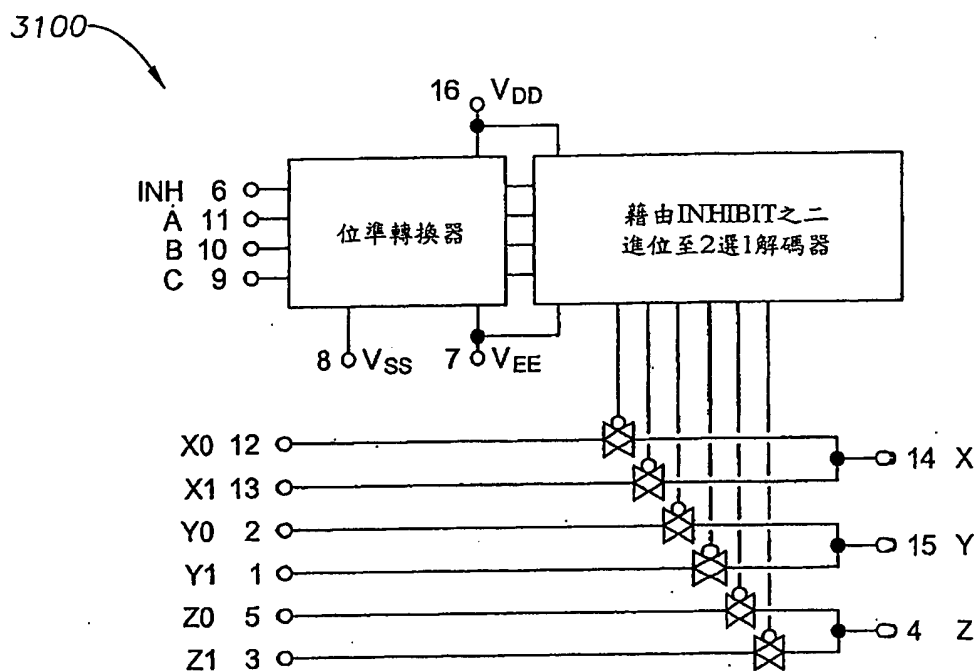 3100
16 VDD
INH 6
A 11
B 10
C 9
位準轉換器
藉由INHIBIT之二
進位至2選1解碼器
8 VSS
7 VEE
X0 12
X1 13
14 X
Y0 2
Y1 1
15 Y
Z0 5
Z1 3
4 Z